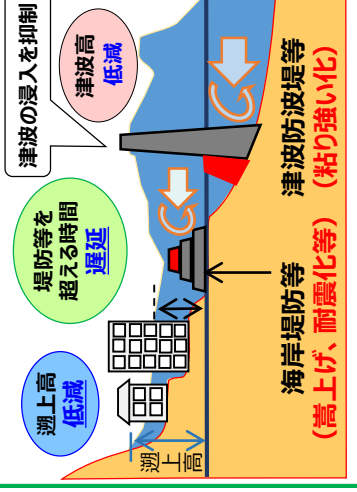 津波の浸入を抑制
津波高
低減
堤防等を
超える時間
遅延
遡上高
低減
遡上高
海岸堤防等
（嵩上げ、耐震化等）
津波防波堤等
（粘り強い化）